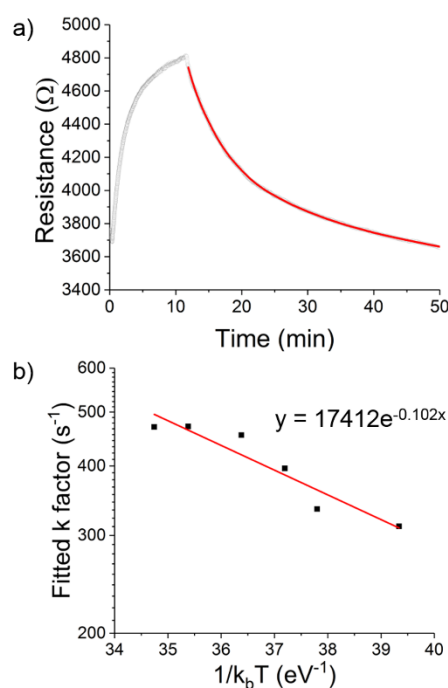 a)
Resistance (Ω)
5000
4800
4600
4400
4200
4000
3800
3600
3400
0 10 20 30 40 50
Time (min)
b)
Fitted k factor (s⁻¹)
600
500
400
300
200
y = 17412e⁻⁰·¹⁰²ˣ
34 35 36 37 38 39 40
1/k_bT (eV⁻¹)